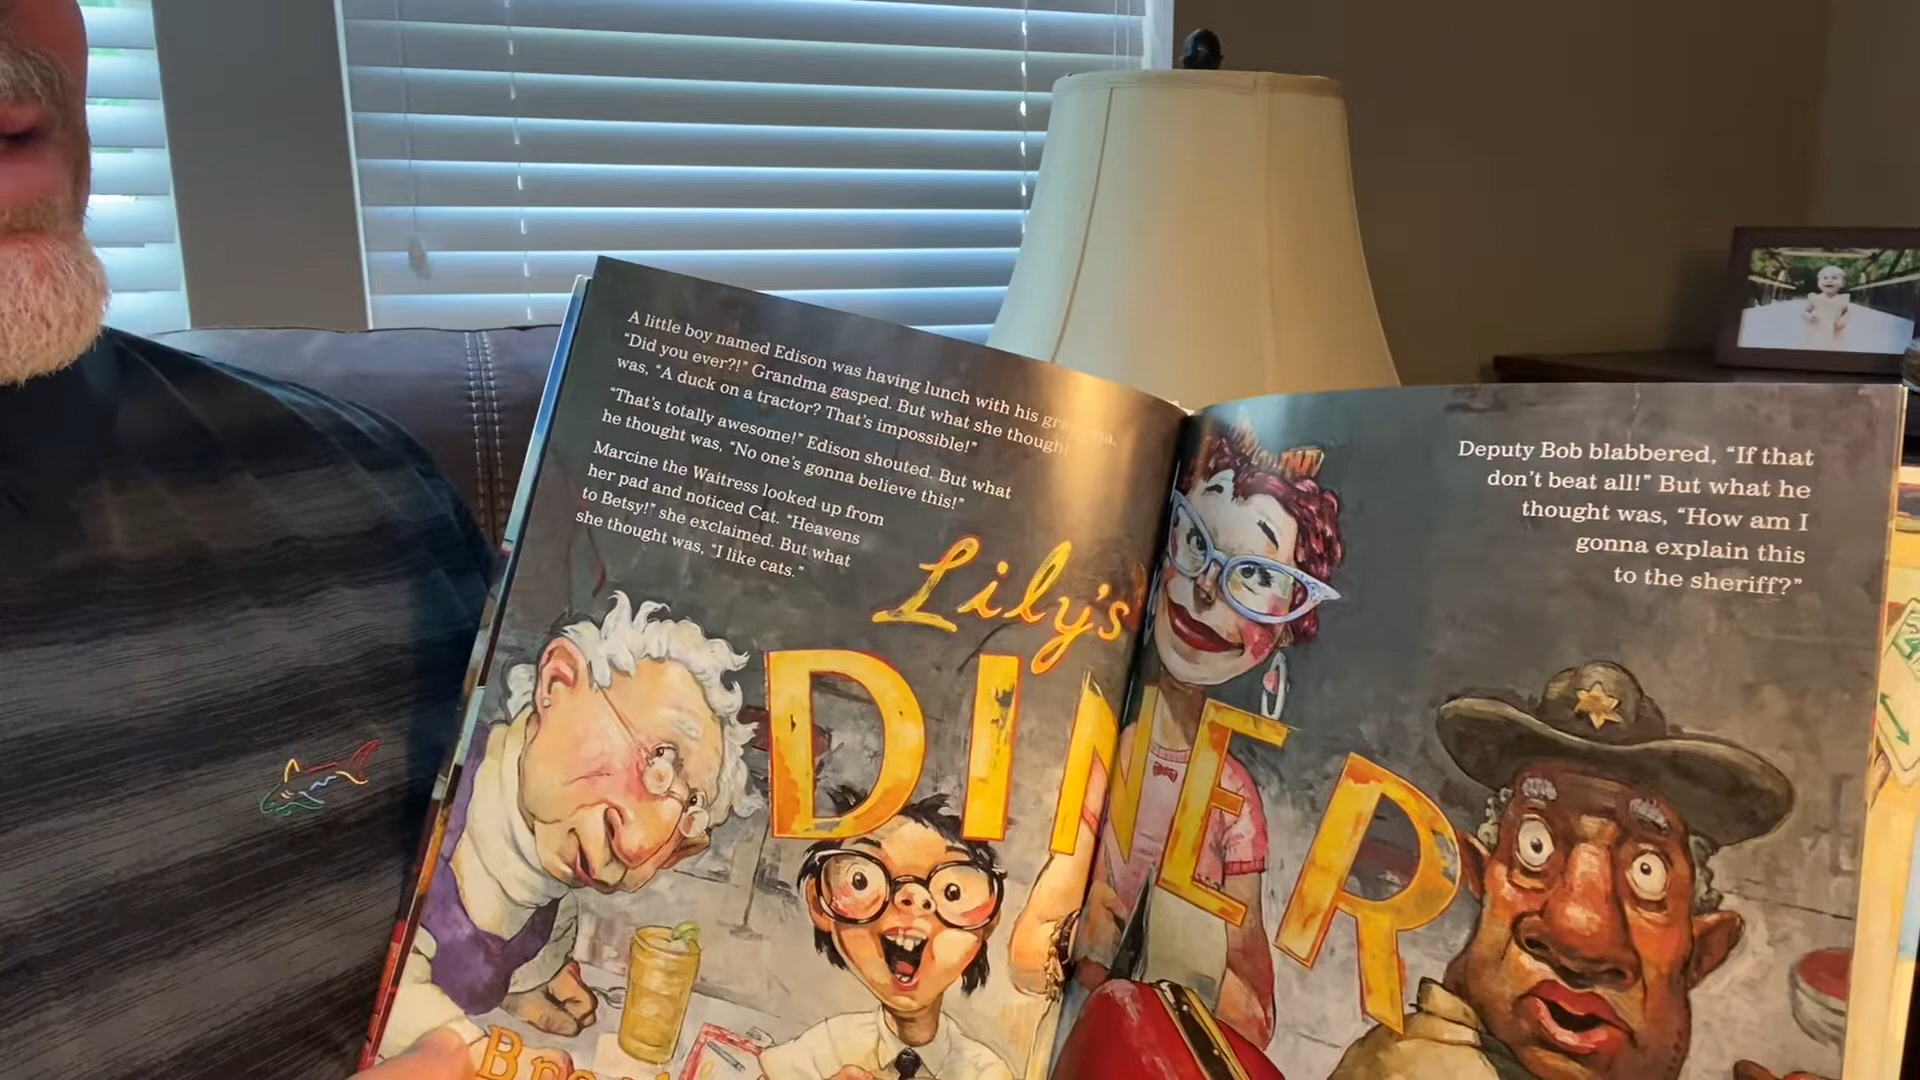 A little boy named Edison was having lunch with his
"Did you ever?!" Grandma gasped. But what she thought
was, "A duck on a tractor? That's impossible!"
"That's totally awesome!" Edison shouted. But what
he thought was, "No one's gonna believe this!"
Marcine the Waitress looked up from
her pad and noticed Cat. "Heavens
to Betsy!" she exclaimed. But what
she thought was, "I like cats."
Lily's
DINER
Deputy Bob blabbered, "If that
don't beat all!" But what he
thought was, "How am I
gonna explain this
to the sheriff?"